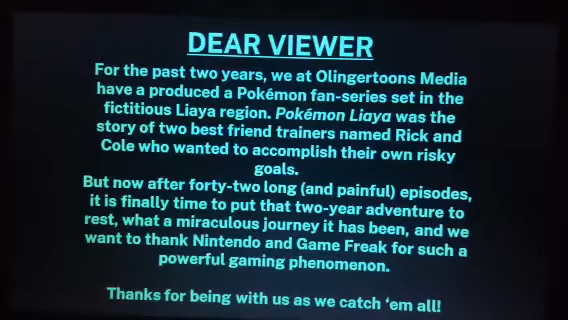 DEAR VIEWER
For the past two years, we at Olingertoons Media
have a produced a Pokémon fan-series set in the
fictitious Liaya region. Pokémon Liaya was the
story of two best friend trainers named Rick and
Cole who wanted to accomplish their own risky
goals.
But now after forty-two long (and painful) episodes,
it is finally time to put that two-year adventure to
rest, what a miraculous journey it has been, and we
want to thank Nintendo and Game Freak for such a
powerful gaming phenomenon.
Thanks for being with us as we catch ‘em all!